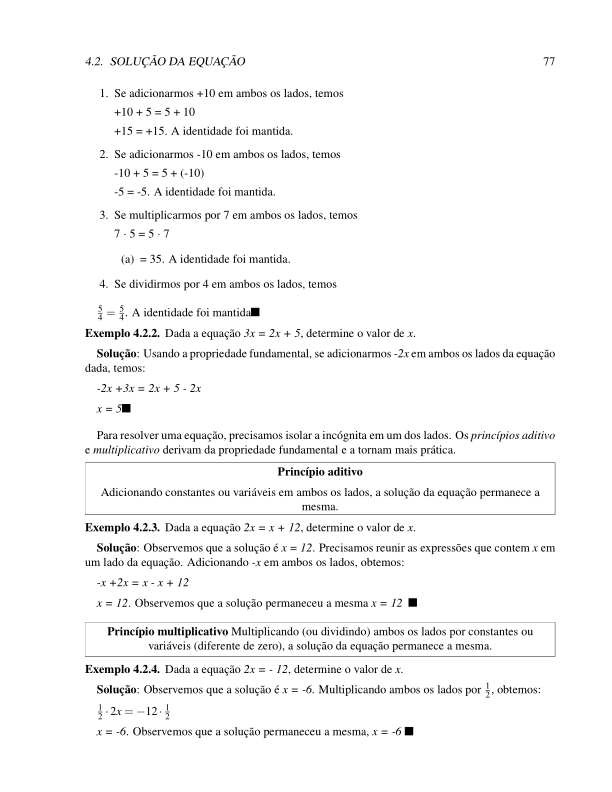 4.2. SOLUÇÃO DA EQUAÇÃO 77
1. Se adicionarmos +10 em ambos os lados, temos
+10 + 5 = 5 + 10
+15 = +15. A identidade foi mantida.
2. Se adicionarmos -10 em ambos os lados, temos
-10 + 5 = 5 + (-10)
-5 = -5. A identidade foi mantida.
3. Se multiplicarmos por 7 em ambos os lados, temos
7 · 5 = 5 · 7
(a) = 35. A identidade foi mantida.
4. Se dividirmos por 4 em ambos os lados, temos
5/4 = 5/4. A identidade foi mantida■
Exemplo 4.2.2. Dada a equação 3x = 2x + 5, determine o valor de x.
Solução: Usando a propriedade fundamental, se adicionarmos -2x em ambos os lados da equação
dada, temos:
-2x +3x = 2x + 5 - 2x
x = 5■
Para resolver uma equação, precisamos isolar a incógnita em um dos lados. Os princípios aditivo
e multiplicativo derivam da propriedade fundamental e a tornam mais prática.
Princípio aditivo
Adicionando constantes ou variáveis em ambos os lados, a solução da equação permanece a
mesma.
Exemplo 4.2.3. Dada a equação 2x = x + 12, determine o valor de x.
Solução: Observemos que a solução é x = 12. Precisamos reunir as expressões que contem x em
um lado da equação. Adicionando -x em ambos os lados, obtemos:
-x +2x = x - x + 12
x = 12. Observemos que a solução permaneceu a mesma x = 12 ■
Princípio multiplicativo Multiplicando (ou dividindo) ambos os lados por constantes ou
variáveis (diferente de zero), a solução da equação permanece a mesma.
Exemplo 4.2.4. Dada a equação 2x = - 12, determine o valor de x.
Solução: Observemos que a solução é x = -6. Multiplicando ambos os lados por 1/2, obtemos:
1/2 · 2x = −12 · 1/2
x = -6. Observemos que a solução permaneceu a mesma, x = -6 ■